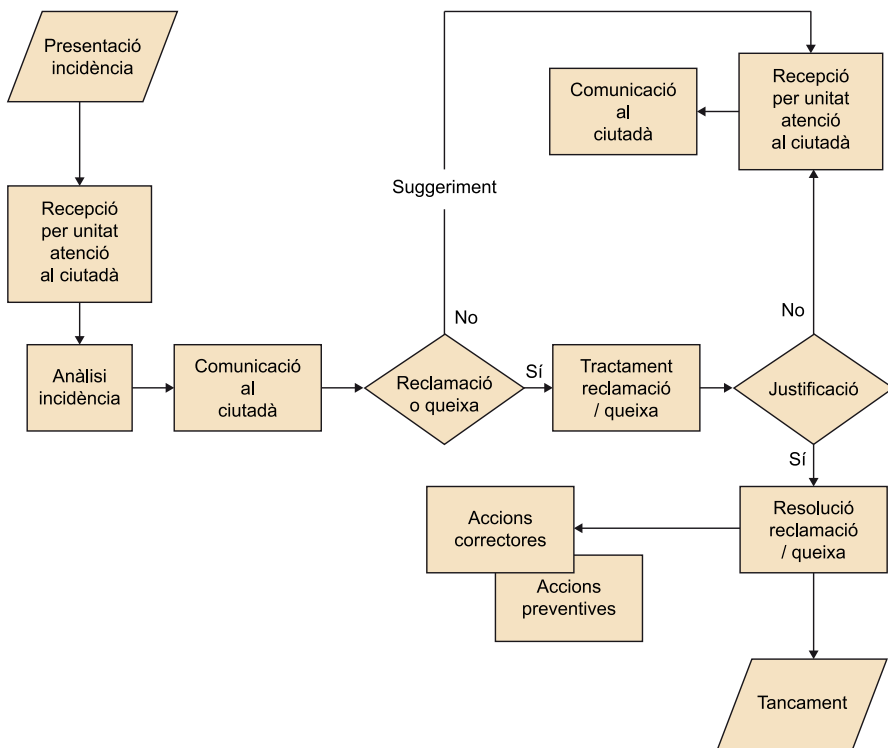 Presentació
incidència
Recepció
per unitat
atenció
al ciutadà
Anàlisi
incidència
Comunicació
al
ciutadà
Reclamació
o queixa
No
Suggeriment
Sí
Tractament
reclamació
/ queixa
Justificació
No
Recepció
per unitat
atenció
al ciutadà
Comunicació
al
ciutadà
Sí
Resolució
reclamació
/ queixa
Accions
correctores
Accions
preventives
Tancament